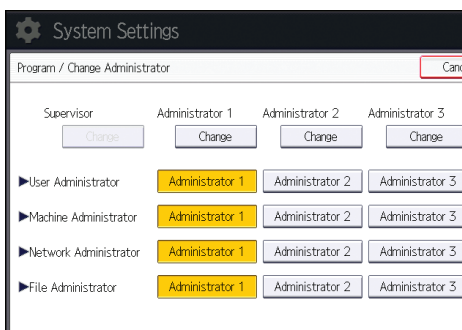 System Settings
Program / Change Administrator
Supervisor Administrator 1 Administrator 2 Administrator 3
Change Change Change Change
►User Administrator Administrator 1 Administrator 2 Administrator 3
►Machine Administrator Administrator 1 Administrator 2 Administrator 3
►Network Administrator Administrator 1 Administrator 2 Administrator 3
►File Administrator Administrator 1 Administrator 2 Administrator 3